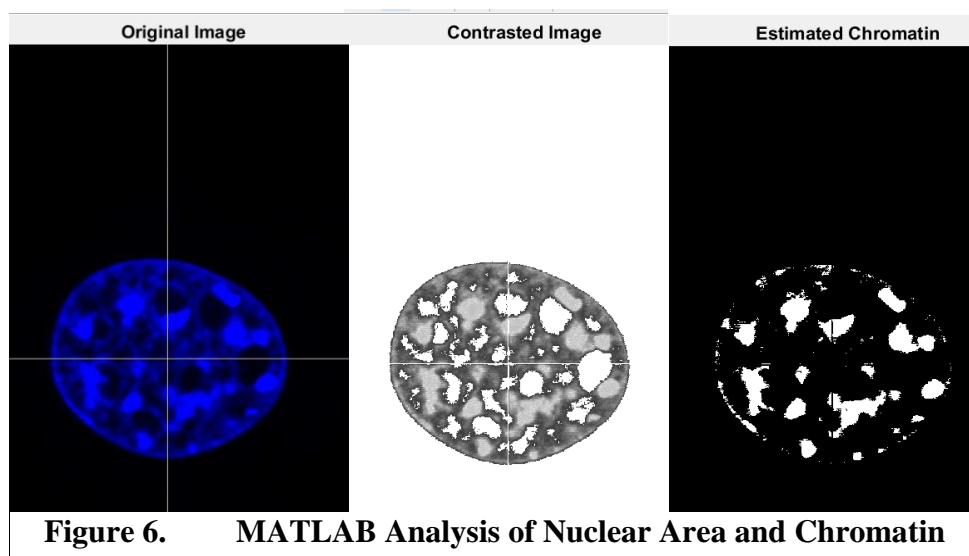 Original Image
Contrasted Image
Estimated Chromatin
Figure 6. MATLAB Analysis of Nuclear Area and Chromatin